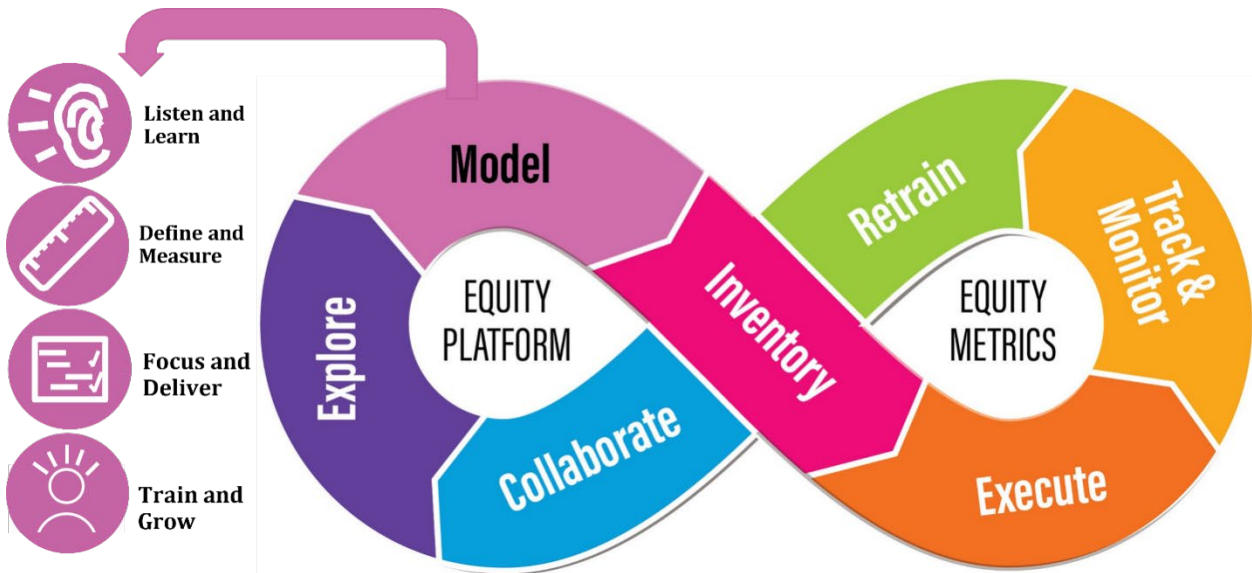 Listen and
Learn
Define and
Measure
Focus and
Deliver
Train and
Grow
Model
Explore
EQUITY
PLATFORM
Collaborate
Inventory
Retrain
EQUITY
METRICS
Track &
Monitor
Execute